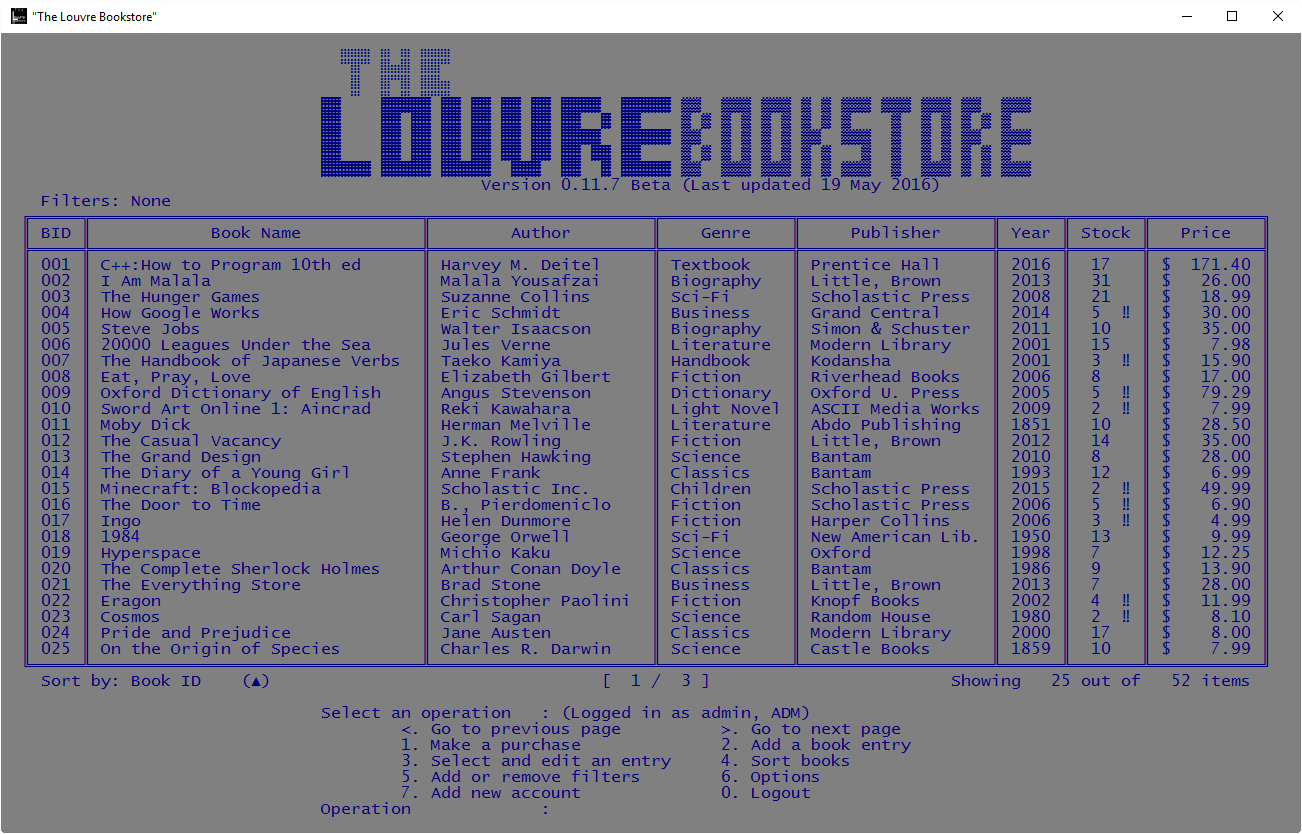 "The Louvre Bookstore"
THE
LOUVRE BOOKSTORE
Version 0.11.7 Beta (Last updated 19 May 2016)
Filters: None
BID Book Name Author Genre Publisher Year Stock Price
001 C++:How to Program 10th ed Harvey M. Deitel Textbook Prentice Hall 2016 17 $ 171.40
002 I Am Malala Malala Yousafzai Biography Little, Brown 2013 31 $ 26.00
003 The Hunger Games Suzanne Collins Sci-Fi Scholastic Press 2008 21 $ 18.99
004 How Google Works Eric Schmidt Business Grand Central 2014 5 ‼ $ 30.00
005 Steve Jobs Walter Isaacson Biography Simon & Schuster 2011 10 $ 35.00
006 20000 Leagues Under the Sea Jules Verne Literature Modern Library 2001 15 $ 7.98
007 The Handbook of Japanese Verbs Taeko Kamiya Handbook Kodansha 2001 3 ‼ $ 15.90
008 Eat, Pray, Love Elizabeth Gilbert Fiction Riverhead Books 2006 8 $ 17.00
009 Oxford Dictionary of English Angus Stevenson Dictionary Oxford U. Press 2005 5 ‼ $ 79.29
010 Sword Art Online 1: Aincrad Reki Kawahara Light Novel ASCII Media Works 2009 2 ‼ $ 7.99
011 Moby Dick Herman Melville Literature Abdo Publishing 1851 10 $ 28.50
012 The Casual Vacancy J.K. Rowling Fiction Little, Brown 2012 14 $ 35.00
013 The Grand Design Stephen Hawking Science Bantam 2010 8 $ 28.00
014 The Diary of a Young Girl Anne Frank Classics Bantam 1993 12 $ 6.99
015 Minecraft: Blockopedia Scholastic Inc. Children Scholastic Press 2015 2 ‼ $ 49.99
016 The Door to Time B., Pierdomeniclo Fiction Scholastic Press 2006 5 ‼ $ 6.90
017 Ingo Helen Dunmore Fiction Harper Collins 2006 3 ‼ $ 4.99
018 1984 George Orwell Sci-Fi New American Lib. 1950 13 $ 9.99
019 Hyperspace Michio Kaku Science Oxford 1998 7 $ 12.25
020 The Complete Sherlock Holmes Arthur Conan Doyle Classics Bantam 1986 9 $ 13.90
021 The Everything Store Brad Stone Business Little, Brown 2013 7 $ 28.00
022 Eragon Christopher Paolini Fiction Knopf Books 2002 4 ‼ $ 11.99
023 Cosmos Carl Sagan Science Random House 1980 2 ‼ $ 8.10
024 Pride and Prejudice Jane Austen Classics Modern Library 2000 17 $ 8.00
025 On the Origin of Species Charles R. Darwin Science Castle Books 1859 10 $ 7.99
Sort by: Book ID (▲) [ 1 / 3 ] Showing 25 out of 52 items
Select an operation : (Logged in as admin, ADM)
<. Go to previous page >. Go to next page
1. Make a purchase 2. Add a book entry
3. Select and edit an entry 4. Sort books
5. Add or remove filters 6. Options
7. Add new account 0. Logout
Operation :